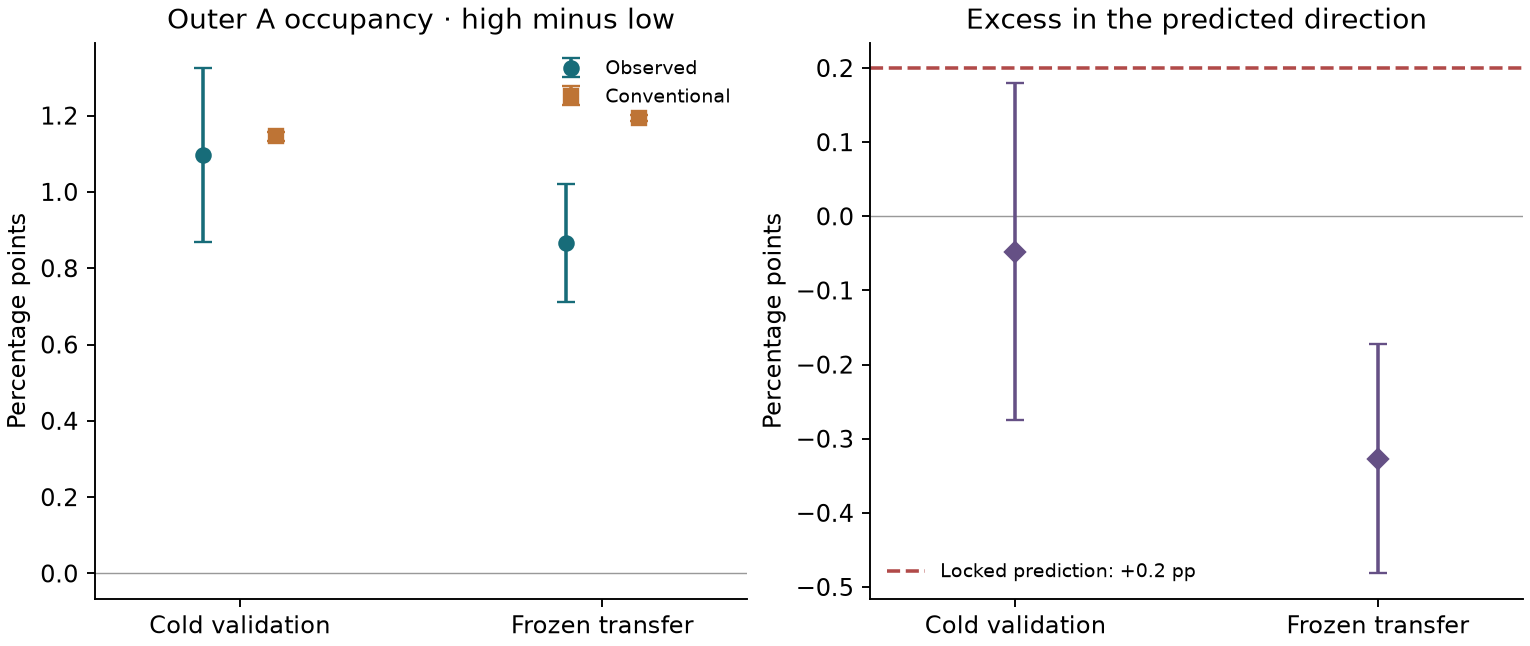 Outer A occupancy · high minus low
Percentage points
1.2
1.0
0.8
0.6
0.4
0.2
0.0
Observed
Conventional
Cold validation
Frozen transfer
Excess in the predicted direction
Percentage points
0.2
0.1
0.0
−0.1
−0.2
−0.3
−0.4
−0.5
Locked prediction: +0.2 pp
Cold validation
Frozen transfer